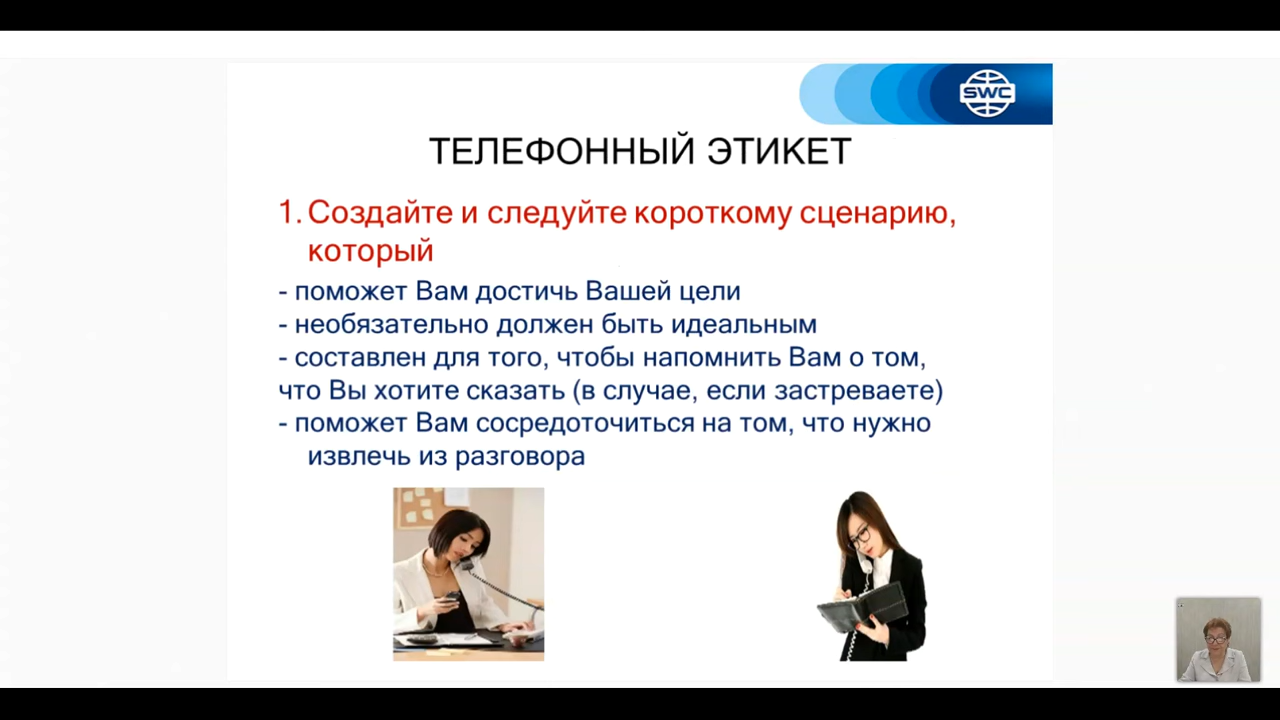 SWC
ТЕЛЕФОННЫЙ ЭТИКЕТ
1. Создайте и следуйте короткому сценарию,
который
- поможет Вам достичь Вашей цели
- необязательно должен быть идеальным
- составлен для того, чтобы напомнить Вам о том,
что Вы хотите сказать (в случае, если застреваете)
- поможет Вам сосредоточиться на том, что нужно
извлечь из разговора